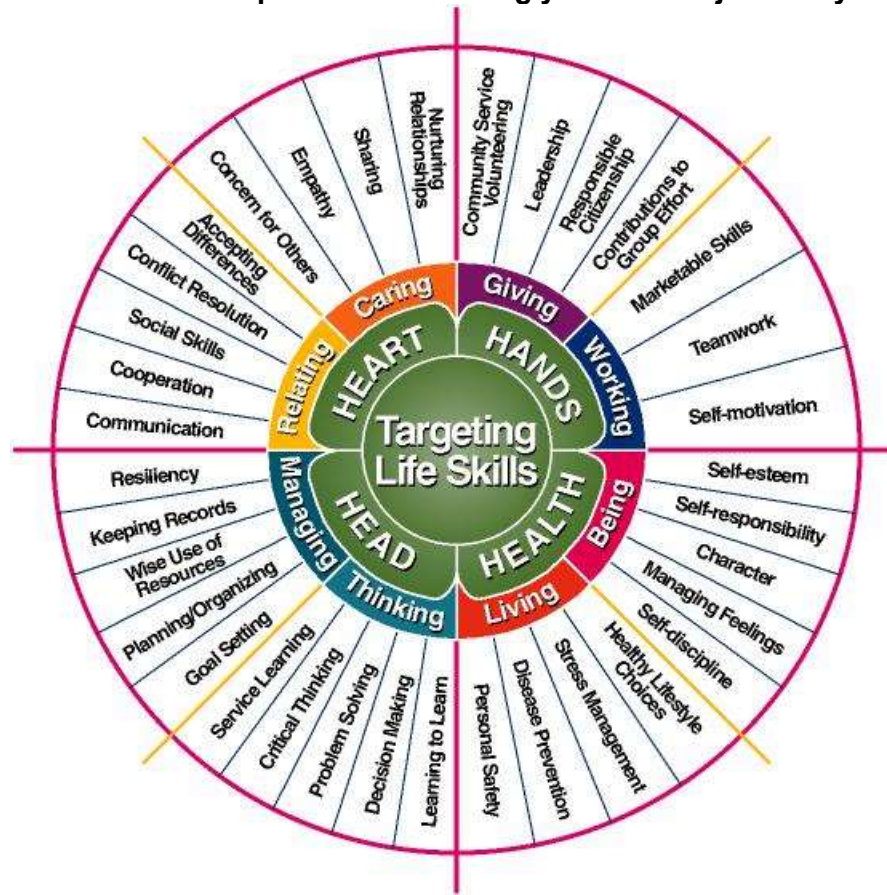 Targeting
Life Skills
HEART
HANDS
HEALTH
HEAD
Caring
Giving
Working
Being
Living
Thinking
Managing
Relating
Nurturing
Relationships
Sharing
Empathy
Concern for Others
Accepting
Differences
Conflict Resolution
Social Skills
Cooperation
Communication
Community Service
Volunteering
Leadership
Responsible
Citizenship
Contributions to
Group Effort
Marketable Skills
Teamwork
Self-motivation
Self-esteem
Self-responsibility
Character
Managing Feelings
Self-discipline
Healthy Lifestyle
Choices
Stress Management
Disease Prevention
Personal Safety
Learning to Learn
Decision Making
Problem Solving
Critical Thinking
Service Learning
Goal Setting
Planning/Organizing
Wise Use of
Resources
Keeping Records
Resiliency